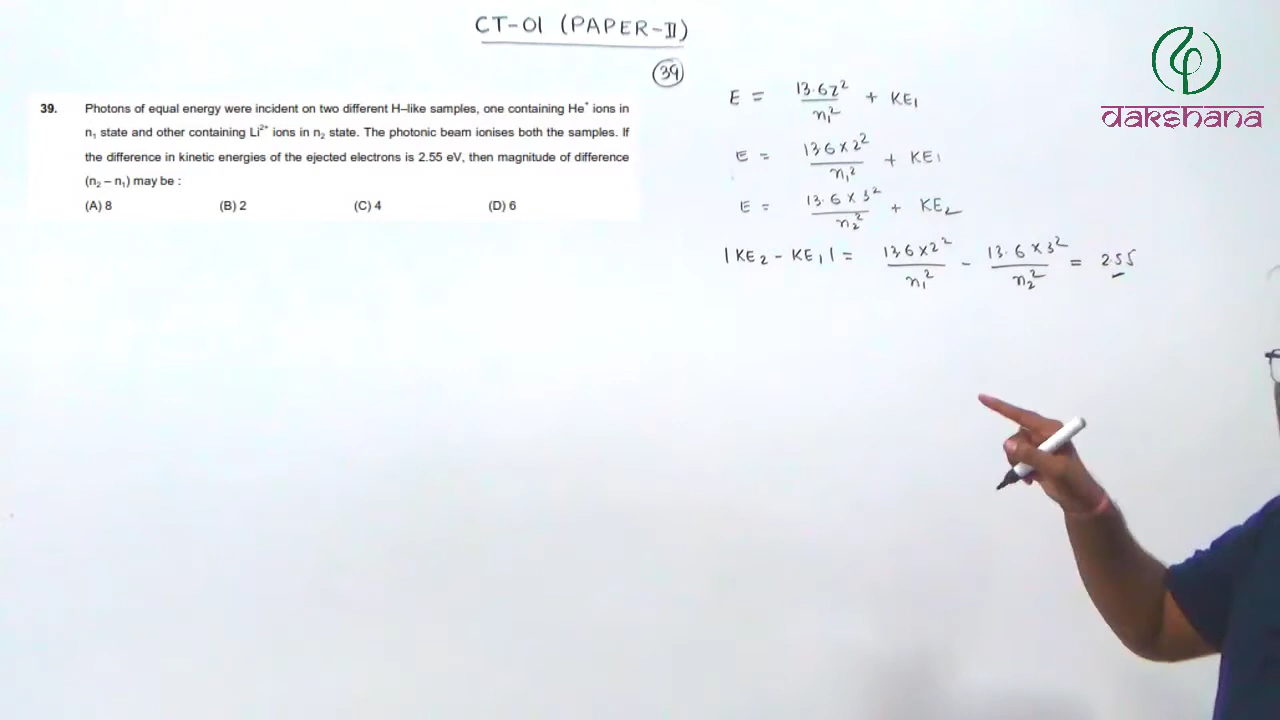 CT-01 (PAPER-II)
39
dakshana
39. Photons of equal energy were incident on two different H–like samples, one containing He⁺ ions in
n₁ state and other containing Li²⁺ ions in n₂ state. The photonic beam ionises both the samples. If
the difference in kinetic energies of the ejected electrons is 2.55 eV, then magnitude of difference
(n₂ – n₁) may be :
(A) 8 (B) 2 (C) 4 (D) 6
E = 13.6Z²/n₁² + KE₁
E = 13.6 × 2²/n₁² + KE₁
E = 13.6 × 3²/n₂² + KE₂
|KE₂ - KE₁| = 13.6 × 2²/n₁² - 13.6 × 3²/n₂² = 2.55